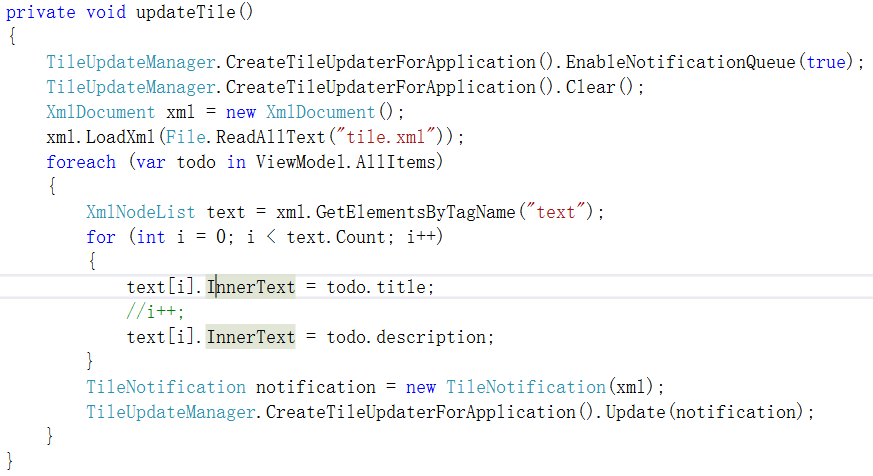 private void updateTile()
{
TileUpdateManager.CreateTileUpdaterForApplication().EnableNotificationQueue(true);
TileUpdateManager.CreateTileUpdaterForApplication().Clear();
XmlDocument xml = new XmlDocument();
xml.LoadXml(File.ReadAllText("tile.xml"));
foreach (var todo in ViewModel.AllItems)
{
XmlNodeList text = xml.GetElementsByTagName("text");
for (int i = 0; i < text.Count; i++)
{
text[i].InnerText = todo.title;
//i++;
text[i].InnerText = todo.description;
}
TileNotification notification = new TileNotification(xml);
TileUpdateManager.CreateTileUpdaterForApplication().Update(notification);
}
}